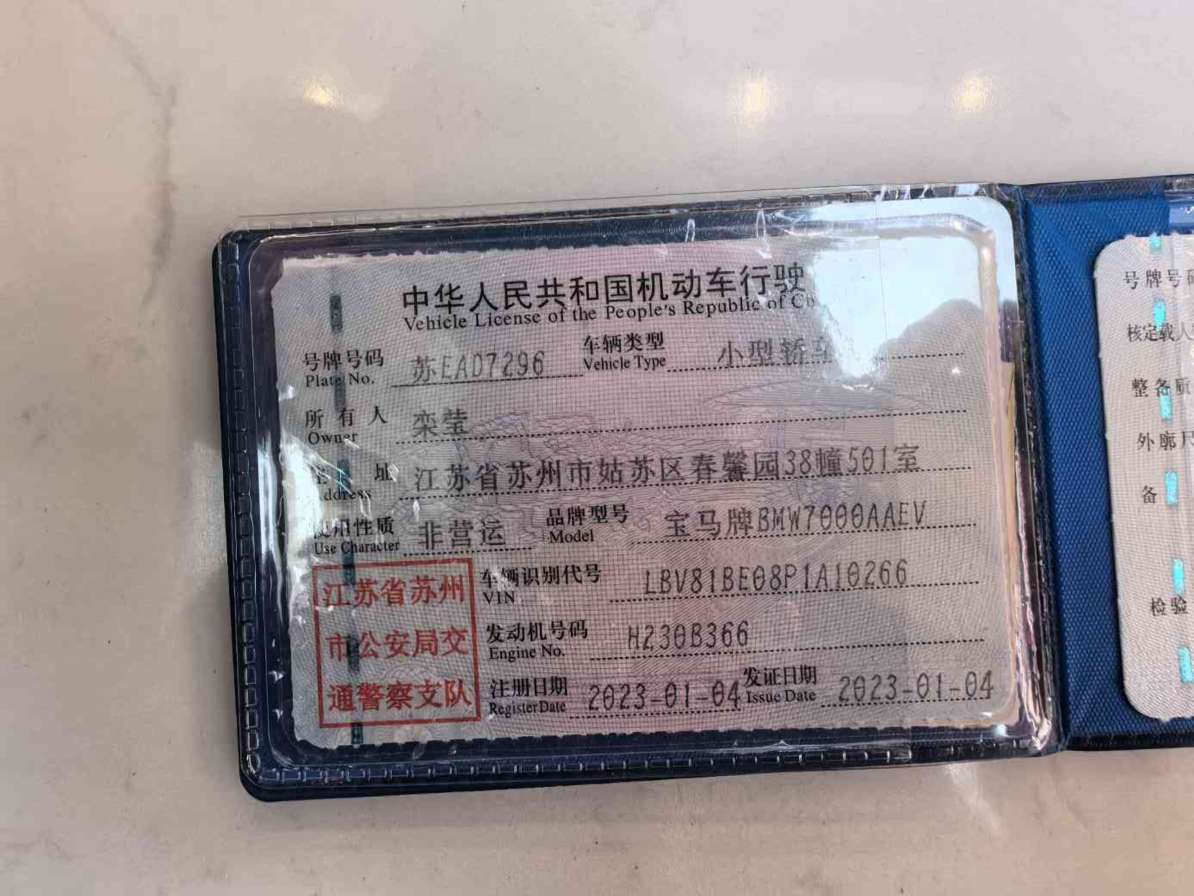 中华人民共和国机动车行驶
Vehicle License of the People's Republic of Ch
号牌号码 Plate No. 苏EAD7296 车辆类型 Vehicle Type 小型轿车
所有人 Owner 栾莹
址 Address 江苏省苏州市姑苏区春馨园38幢501室
使用性质 Use Character 非营运 品牌型号 Model 宝马牌BMW7000AAEV
车辆识别代号 VIN LBV81BE08P1A10266
发动机号码 Engine No. H230B366
注册日期 Register Date 2023-01-04 发证日期 Issue Date 2023-01-04
江苏省苏州
市公安局交
通警察支队
号牌号码
核定载人
整备质
外廓尺
备
检验